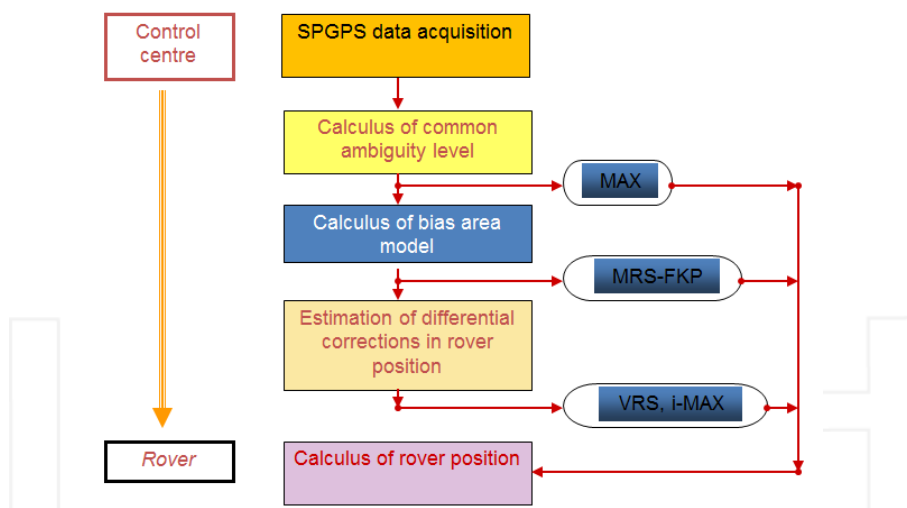 Control
centre
SPGPS data acquisition
Calculus of common
ambiguity level
MAX
Calculus of bias area
model
MRS-FKP
Estimation of differential
corrections in rover
position
VRS, i-MAX
Rover
Calculus of rover position